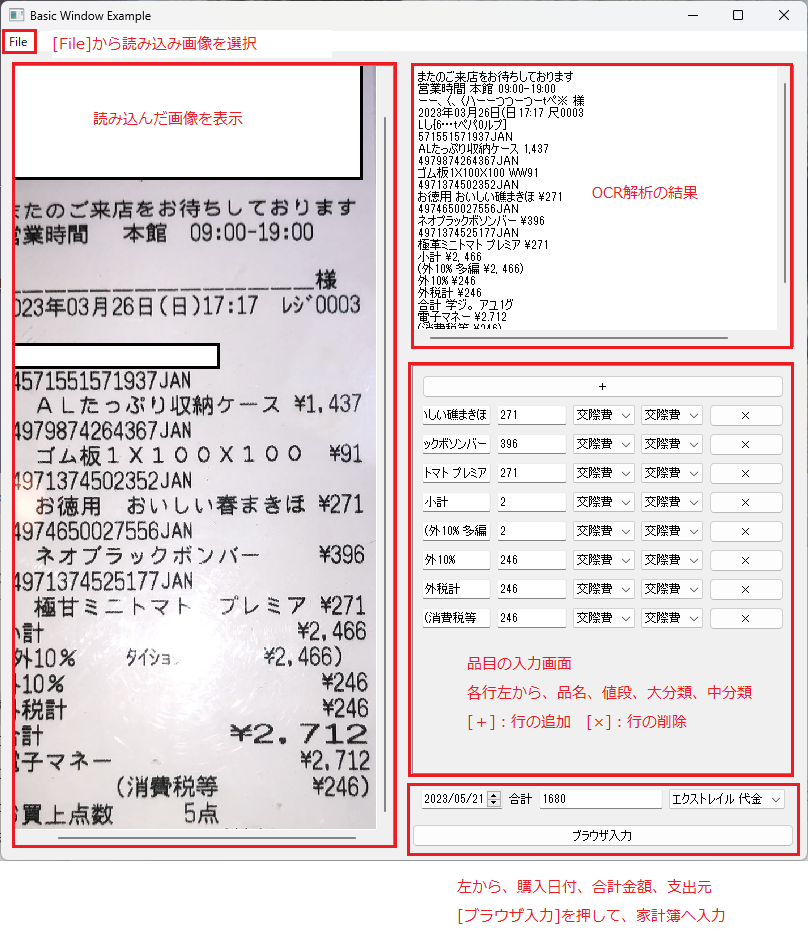 Basic Window Example
File
[File]から読み込み画像を選択
読み込んだ画像を表示
またのご来店をお待ちしております
営業時間 本館 09:00-19:00
様
023年03月26日(日)17:17 レジ0003
4571551571937JAN
ALたっぷり収納ケース ¥1,437
4979874264367JAN
ゴム板1X100X100 ¥91
4971374502352JAN
お徳用 おいしい春まきほ ¥271
4974650027556JAN
ネオブラックボンバー ¥396
4971374525177JAN
極甘ミニトマト プレミア ¥271
小計 ¥2,466
外10% タイショ ¥2,466)
外10% ¥246
外税計 ¥246
合計 ¥2,712
電子マネー ¥2,712
(消費税等 ¥246)
お買上点数 5点
またのご来店をお待ちしております
営業時間 本館 09:00-19:00
ーー、〈、〈ハーーつつーつーtペ※ 様
2023年03月26日(日 17:17 尺0003
Lし[6…tペパ0ルプ]
571551571937JAN
ALたっぷり収納ケース 1,437
4979874264367JAN
ゴム板1X100X100 WW91
4971374502352JAN
お徳間 おいしい礁まきほ ¥271
4974650027556JAN
ネオブラックボソンバー ¥396
4971374525177JAN
極革ミニトマト プレミア ¥271
小計 ¥2, 466
(外10% 多編 ¥2, 466)
外10% ¥246
外税計 ¥246
合計 学ジ。アユ1グ
電子マネー ¥2.712
(消費税等 ¥246)
OCR解析の結果
+
いしい礁まきほ 271 交際費 交際費 ×
ックボソンバー 396 交際費 交際費 ×
トマト プレミア 271 交際費 交際費 ×
小計 2 交際費 交際費 ×
(外10% 多編 2 交際費 交際費 ×
外10% 246 交際費 交際費 ×
外税計 246 交際費 交際費 ×
(消費税等 246 交際費 交際費 ×
品目の入力画面
各行左から、品名、値段、大分類、中分類
[+]：行の追加 [×]：行の削除
2023/05/21 合計 1680 エクストレイル 代金
ブラウザ入力
左から、購入日付、合計金額、支出元
[ブラウザ入力]を押して、家計簿へ入力